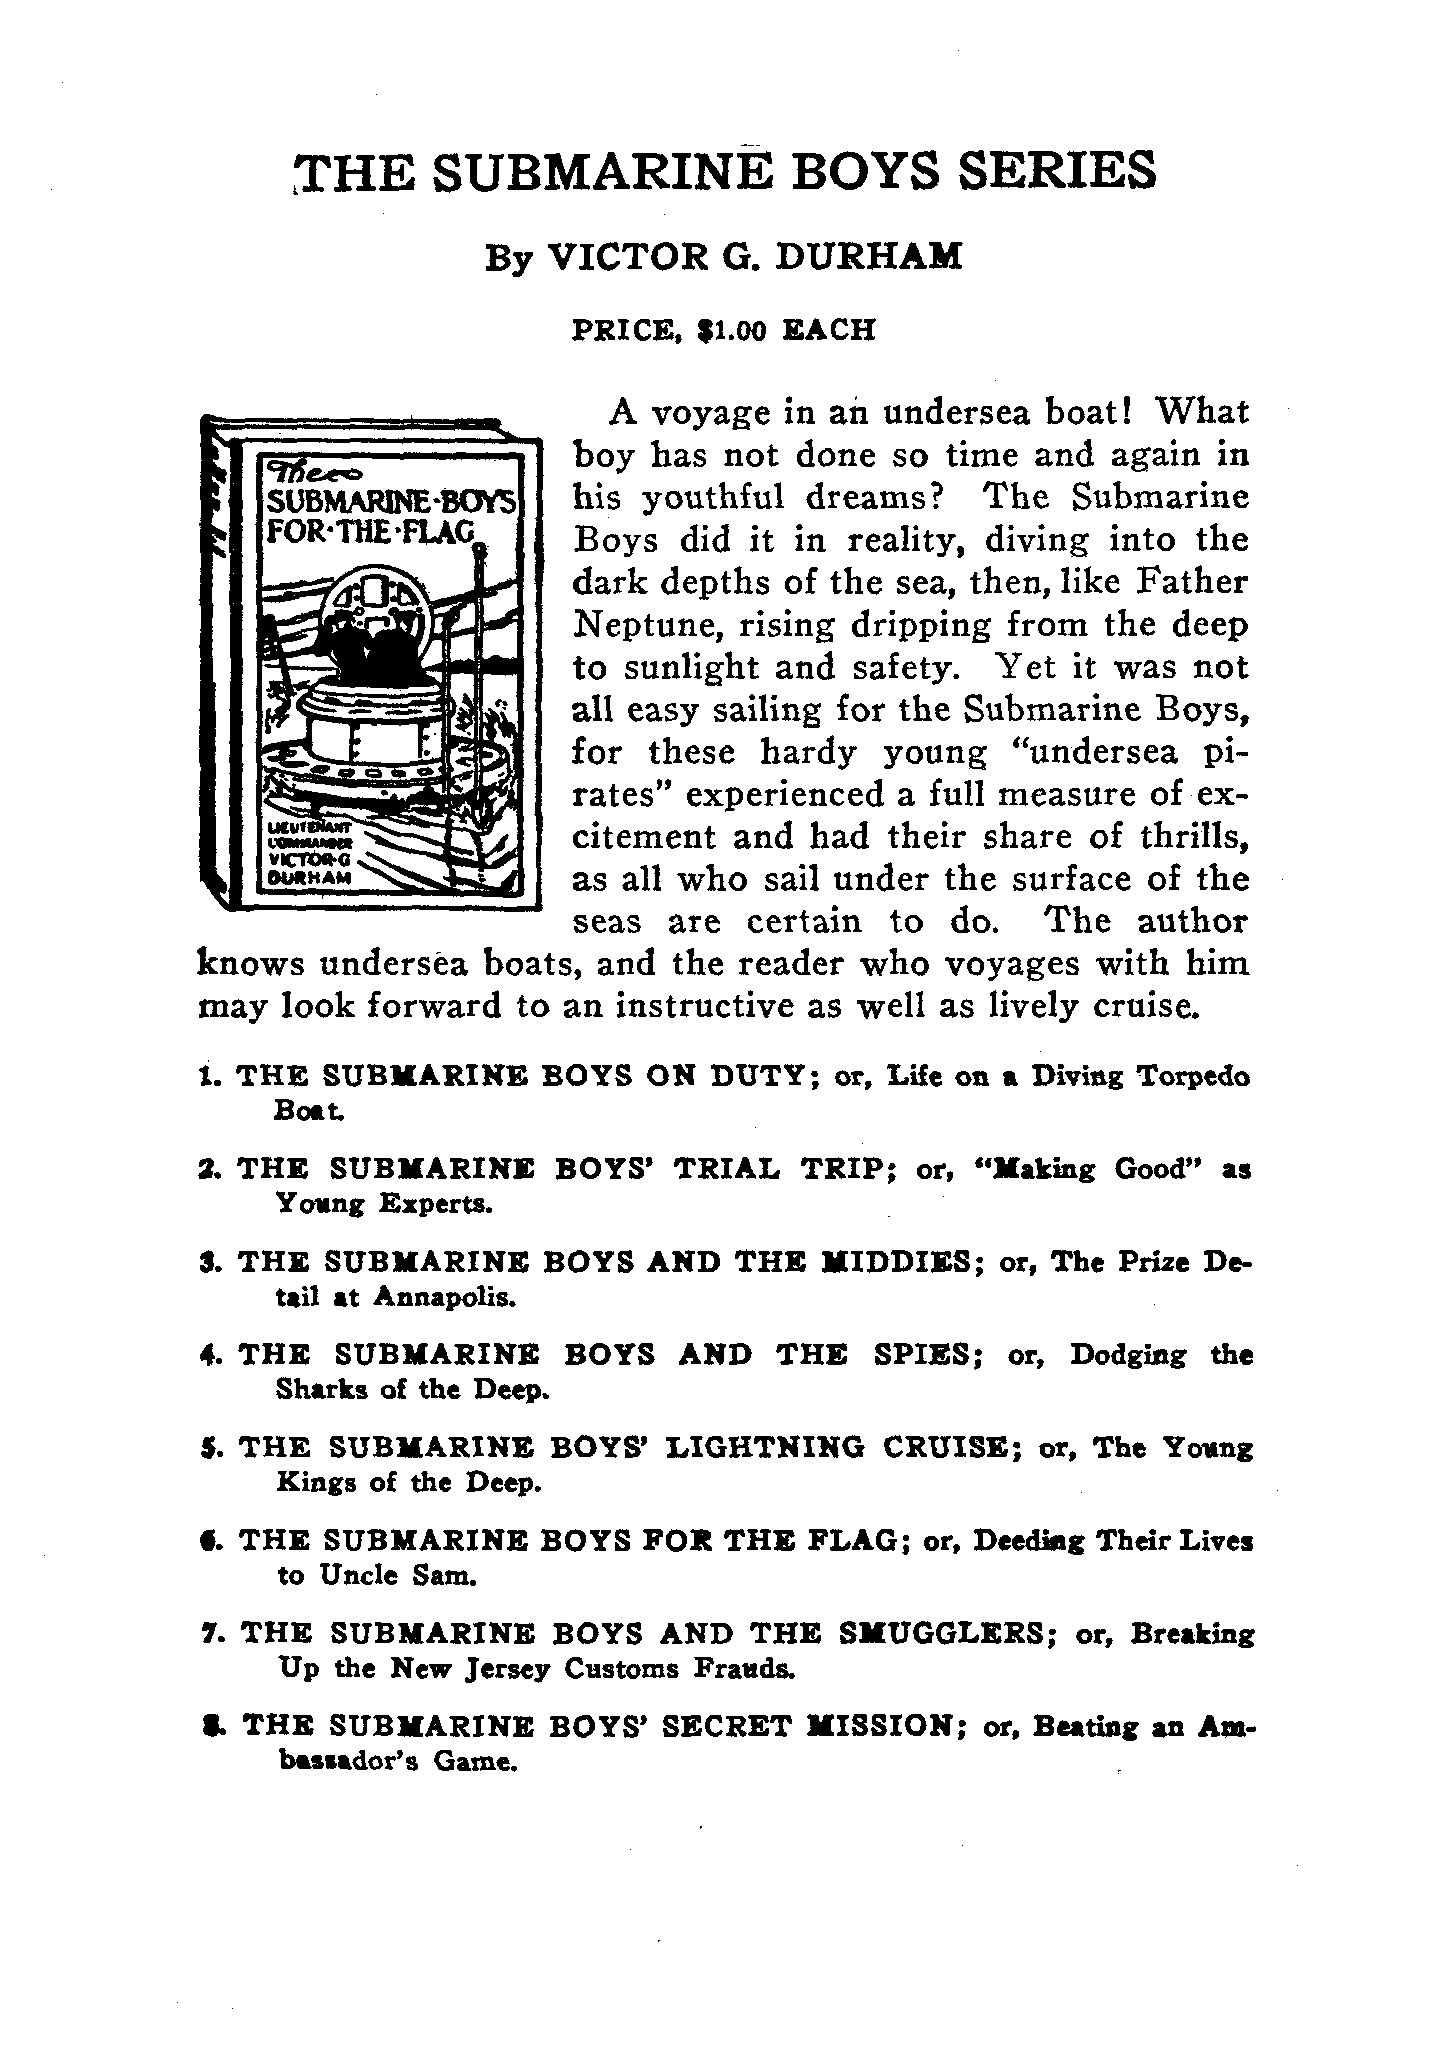 THE SUBMARINE BOYS SERIES
By VICTOR G. DURHAM
PRICE, $1.00 EACH
The
SUBMARINE·BOYS
FOR·THE·FLAG
LIEUTENANT
COMMANDER
VICTOR·G
DURHAM
A voyage in an undersea boat! What
boy has not done so time and again in
his youthful dreams? The Submarine
Boys did it in reality, diving into the
dark depths of the sea, then, like Father
Neptune, rising dripping from the deep
to sunlight and safety. Yet it was not
all easy sailing for the Submarine Boys,
for these hardy young “undersea pi-
rates” experienced a full measure of ex-
citement and had their share of thrills,
as all who sail under the surface of the
seas are certain to do. The author
knows undersea boats, and the reader who voyages with him
may look forward to an instructive as well as lively cruise.
1. THE SUBMARINE BOYS ON DUTY; or, Life on a Diving Torpedo
Boat.
2. THE SUBMARINE BOYS’ TRIAL TRIP; or, “Making Good” as
Young Experts.
3. THE SUBMARINE BOYS AND THE MIDDIES; or, The Prize De-
tail at Annapolis.
4. THE SUBMARINE BOYS AND THE SPIES; or, Dodging the
Sharks of the Deep.
5. THE SUBMARINE BOYS’ LIGHTNING CRUISE; or, The Young
Kings of the Deep.
6. THE SUBMARINE BOYS FOR THE FLAG; or, Deeding Their Lives
to Uncle Sam.
7. THE SUBMARINE BOYS AND THE SMUGGLERS; or, Breaking
Up the New Jersey Customs Frauds.
8. THE SUBMARINE BOYS’ SECRET MISSION; or, Beating an Am-
bassador’s Game.